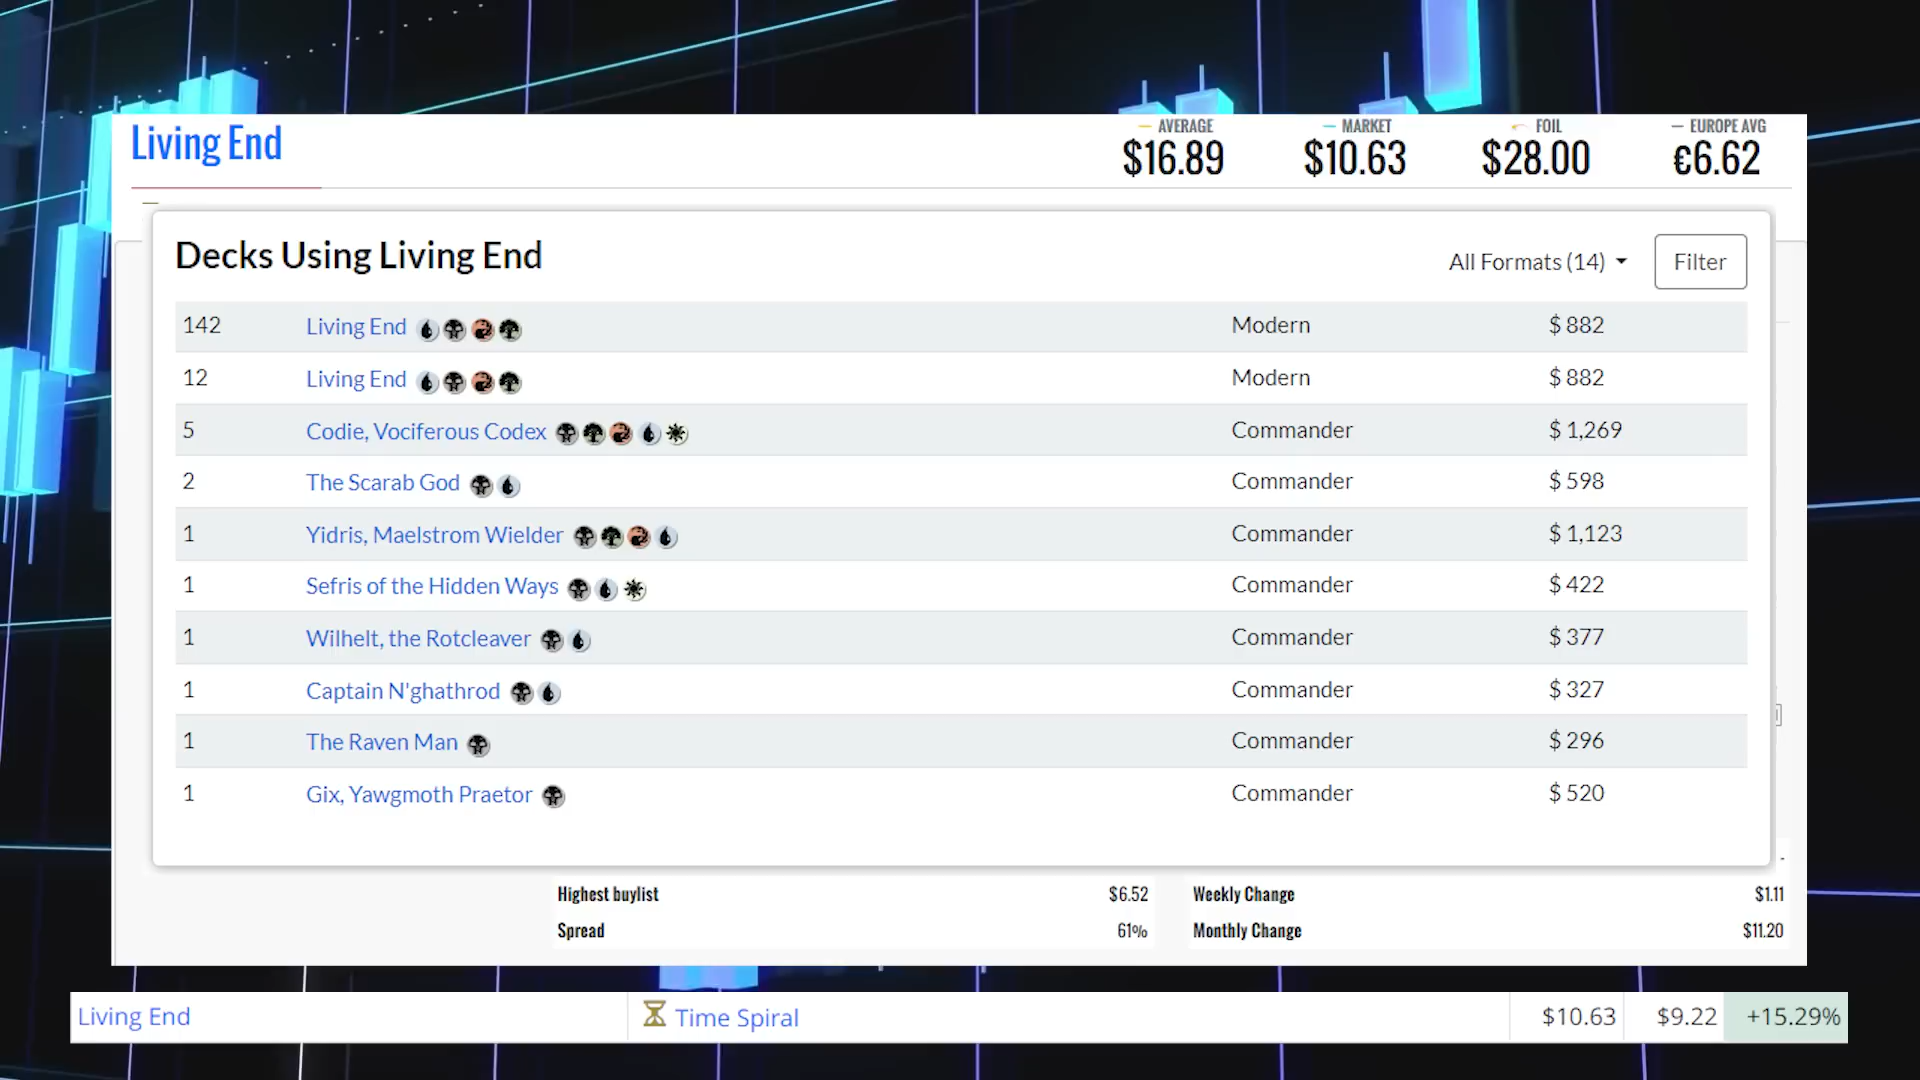 Living End
AVERAGE
$16.89
MARKET
$10.63
FOIL
$28.00
EUROPE AVG
€6.62
Decks Using Living End
All Formats (14)
Filter
142 Living End Modern $ 882
12 Living End Modern $ 882
5 Codie, Vociferous Codex Commander $ 1,269
2 The Scarab God Commander $ 598
1 Yidris, Maelstrom Wielder Commander $ 1,123
1 Sefris of the Hidden Ways Commander $ 422
1 Wilhelt, the Rotcleaver Commander $ 377
1 Captain N'ghathrod Commander $ 327
1 The Raven Man Commander $ 296
1 Gix, Yawgmoth Praetor Commander $ 520
Highest buylist $6.52 Weekly Change $1.11
Spread 61% Monthly Change $11.20
Living End Time Spiral $10.63 $9.22 +15.29%